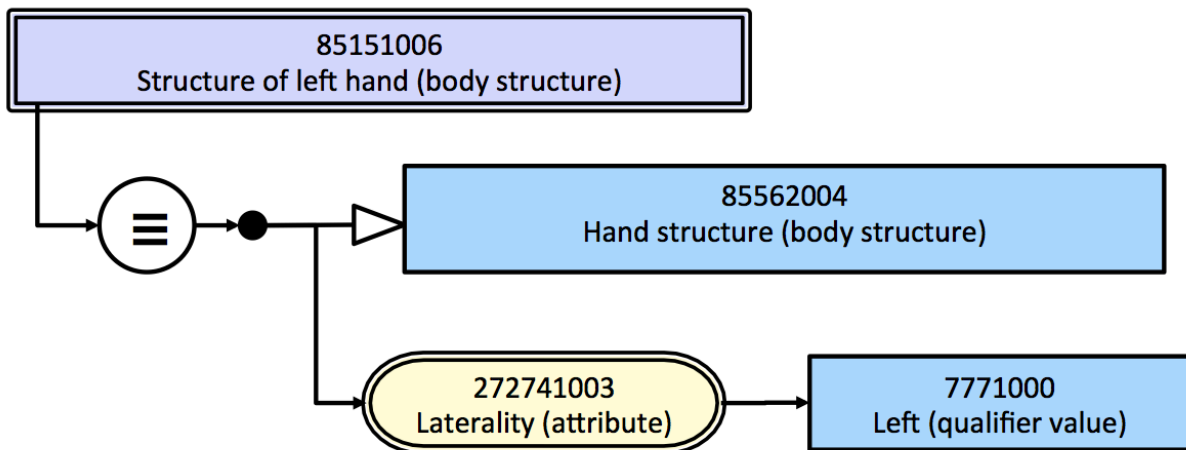 85151006
Structure of left hand (body structure)
≡
85562004
Hand structure (body structure)
272741003
Laterality (attribute)
7771000
Left (qualifier value)